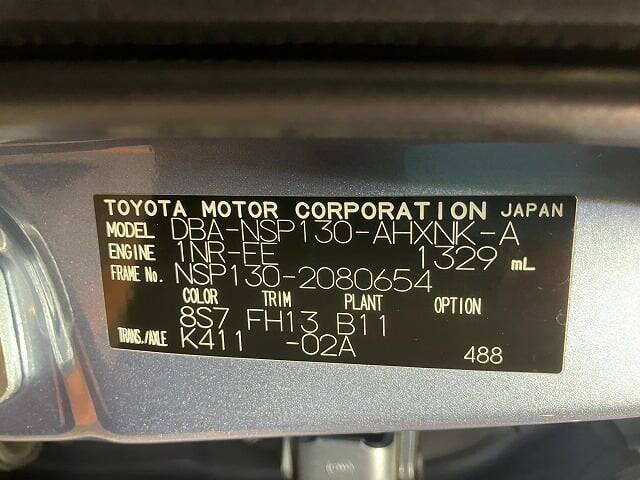 TOYOTA MOTOR CORPORATION JAPAN
MODEL DBA-NSP130-AHXNK-A
ENGINE 1NR-EE 1329 mL
FRAME No. NSP130-2080654
COLOR TRIM PLANT OPTION
8S7 FH13 B11
TRANS./AXLE K411 -02A
488